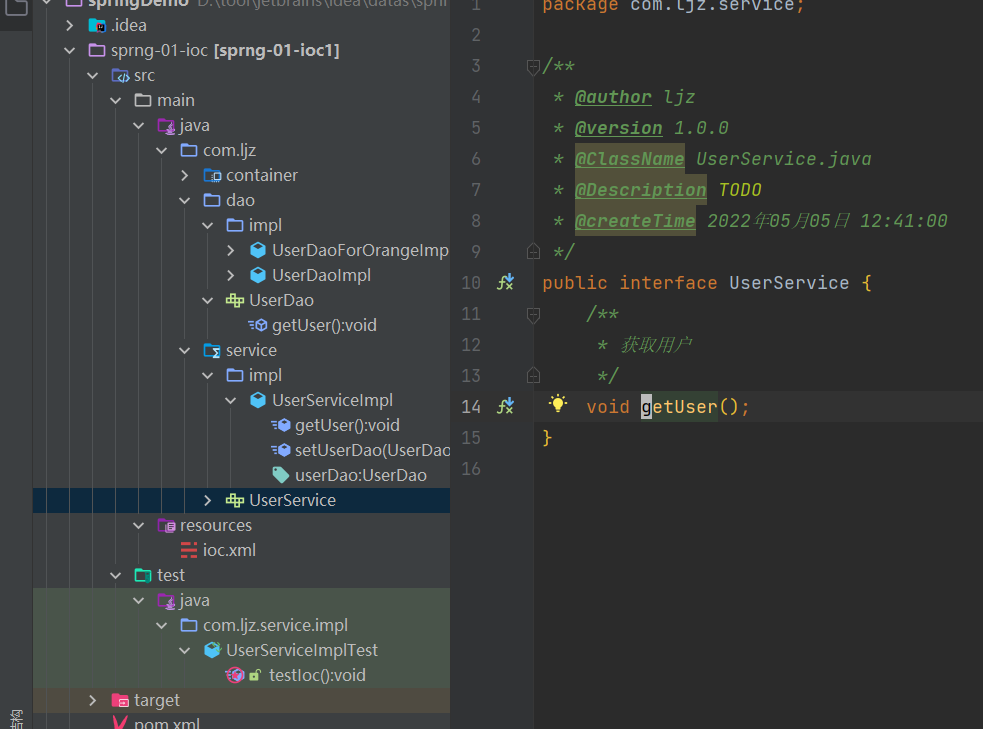 springDemo D:\tool\jetbrains\idea\datas\sprin
.idea
sprng-01-ioc [sprng-01-ioc1]
src
main
java
com.ljz
container
dao
impl
UserDaoForOrangeImp
UserDaoImpl
UserDao
getUser():void
service
impl
UserServiceImpl
getUser():void
setUserDao(UserDao
userDao:UserDao
UserService
resources
ioc.xml
test
java
com.ljz.service.impl
UserServiceImplTest
testIoc():void
target
pom.xml
结构
1 package com.ljz.service;
2
3 /**
4 * @author ljz
5 * @version 1.0.0
6 * @ClassName UserService.java
7 * @Description TODO
8 * @createTime 2022年05月05日 12:41:00
9 */
10 public interface UserService {
11 /**
12 * 获取用户
13 */
14 void getUser();
15 }
16